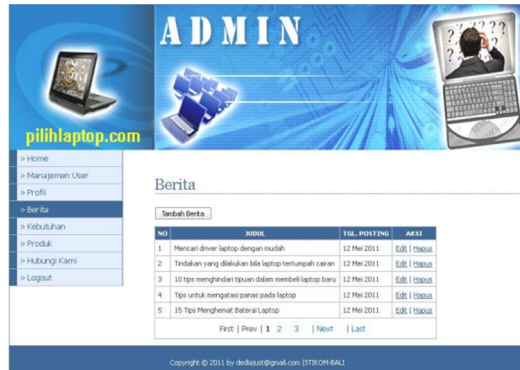 ADMIN
pilihlaptop.com
» Home
» Manajemen User
» Profil
» Berita
» Kebutuhan
» Produk
» Hubungi Kami
» Logout
Berita
Tambah Berita
NO JUDUL TGL. POSTING AKSI
1 Mencari driver laptop dengan mudah 12 Mei 2011 Edit | Hapus
2 Tindakan yang dilakukan bila laptop tertumpah cairan 12 Mei 2011 Edit | Hapus
3 10 tips menghindari tipuan dalam membeli laptop baru 12 Mei 2011 Edit | Hapus
4 Tips untuk mengatasi panas pada laptop 12 Mei 2011 Edit | Hapus
5 15 Tips Menghemat Baterai Laptop 12 Mei 2011 Edit | Hapus
First | Prev | 1 2 3 | Next | Last
Copyright © 2011 by dediajust@gmail.com |STIKOM-BALI